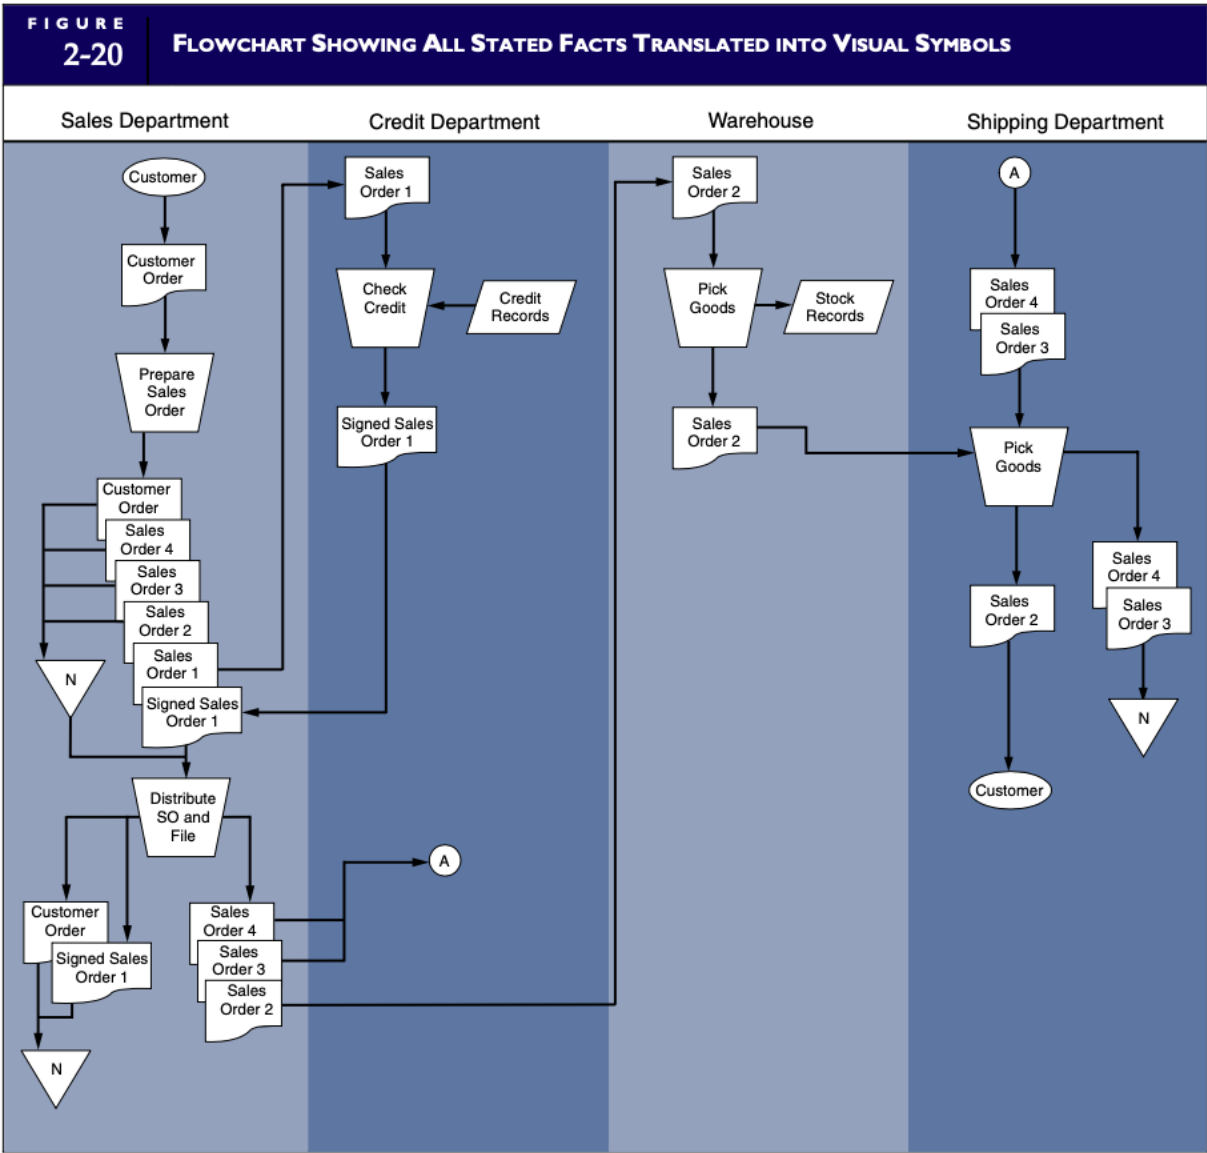 FIGURE
2-20
FLOWCHART SHOWING ALL STATED FACTS TRANSLATED INTO VISUAL SYMBOLS
Sales Department
Credit Department
Warehouse
Shipping Department
Customer
Customer
Order
Prepare
Sales
Order
Customer
Order
Sales
Order 4
Sales
Order 3
Sales
Order 2
Sales
Order 1
Signed Sales
Order 1
N
Distribute
SO and
File
Customer
Order
Signed Sales
Order 1
N
Sales
Order 4
Sales
Order 3
Sales
Order 2
Sales
Order 1
Check
Credit
Credit
Records
Signed Sales
Order 1
A
Sales
Order 2
Pick
Goods
Stock
Records
Sales
Order 2
A
Sales
Order 4
Sales
Order 3
Pick
Goods
Sales
Order 2
Customer
Sales
Order 4
Sales
Order 3
N